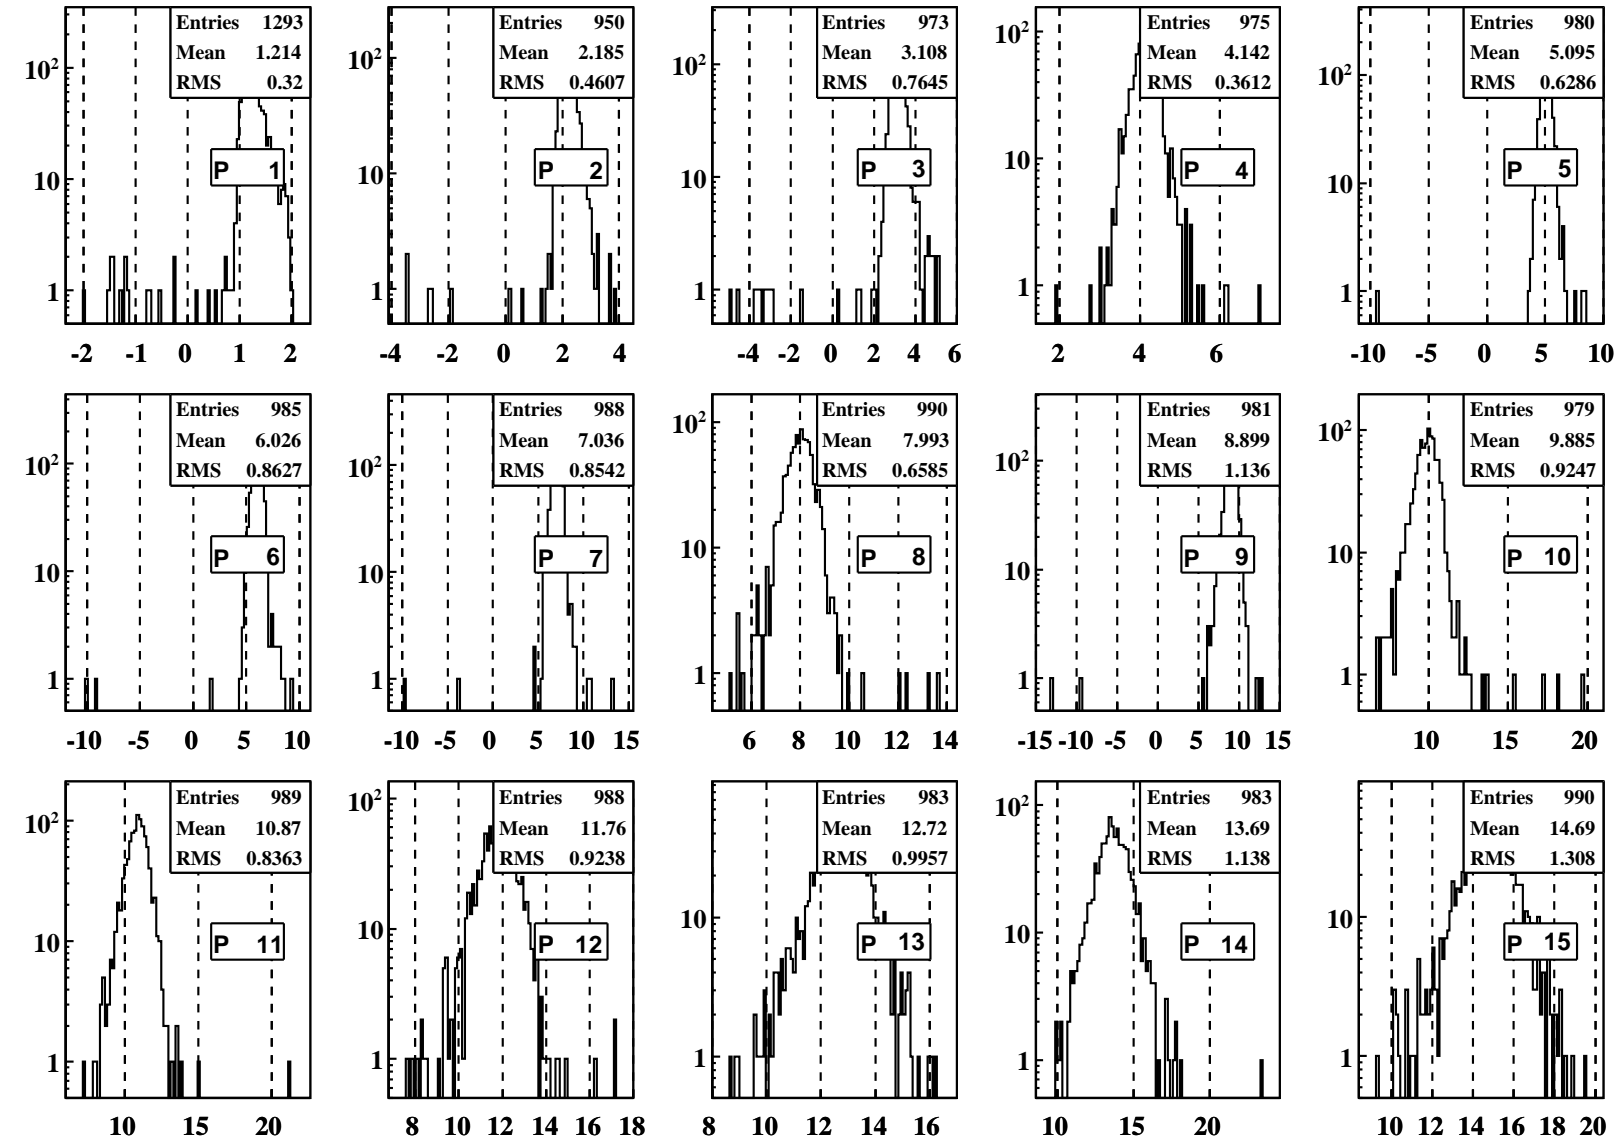 Entries 1293
Mean 1.214
RMS 0.32
10²
10
1
P 1
-2 -1 0 1 2
Entries 950
Mean 2.185
RMS 0.4607
10²
10
1
P 2
-4 -2 0 2 4
Entries 973
Mean 3.108
RMS 0.7645
10²
10
1
P 3
-4 -2 0 2 4 6
Entries 975
Mean 4.142
RMS 0.3612
10²
10
1
P 4
2 4 6
Entries 980
Mean 5.095
RMS 0.6286
10²
10
1
P 5
-10 -5 0 5 10
Entries 985
Mean 6.026
RMS 0.8627
10²
10
1
P 6
-10 -5 0 5 10
Entries 988
Mean 7.036
RMS 0.8542
10²
10
1
P 7
-10 -5 0 5 10 15
Entries 990
Mean 7.993
RMS 0.6585
10²
10
1
P 8
6 8 10 12 14
Entries 981
Mean 8.899
RMS 1.136
10²
10
1
P 9
-15 -10 -5 0 5 10 15
Entries 979
Mean 9.885
RMS 0.9247
10²
10
1
P 10
10 15 20
Entries 989
Mean 10.87
RMS 0.8363
10²
10
1
P 11
10 15 20
Entries 988
Mean 11.76
RMS 0.9238
10²
10
1
P 12
8 10 12 14 16 18
Entries 983
Mean 12.72
RMS 0.9957
10
1
P 13
8 10 12 14 16
Entries 983
Mean 13.69
RMS 1.138
10²
10
1
P 14
10 15 20
Entries 990
Mean 14.69
RMS 1.308
10
1
P 15
10 12 14 16 18 20